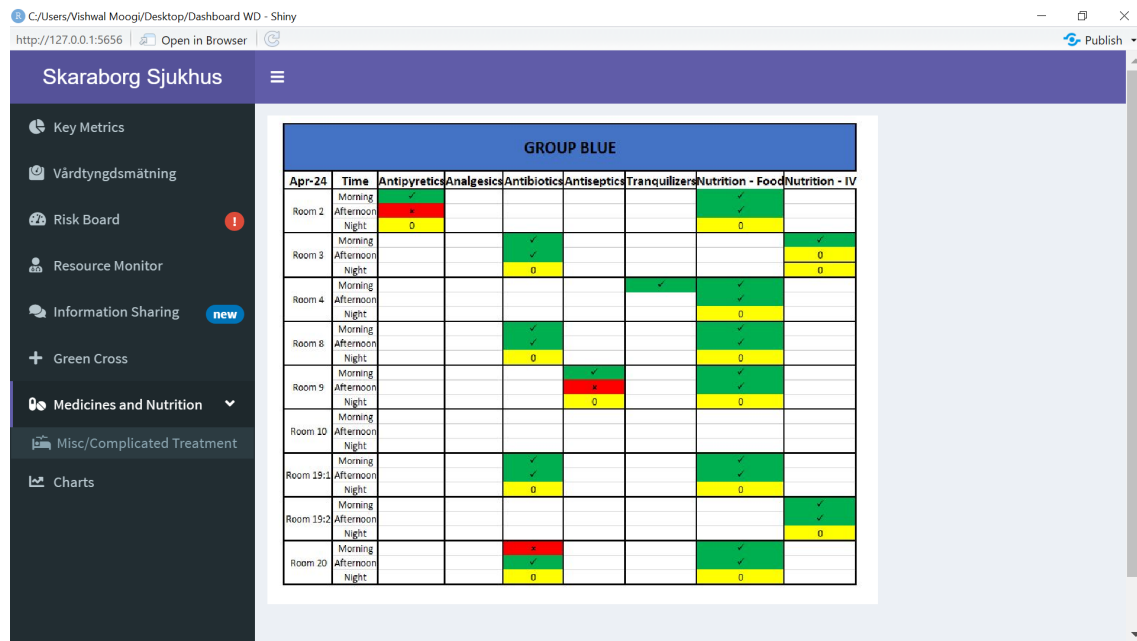 C:/Users/Vishwal Moogi/Desktop/Dashboard WD - Shiny
http://127.0.0.1:5656 Open in Browser Publish
Skaraborg Sjukhus
Key Metrics
Vårdtyngdsmätning
Risk Board !
Resource Monitor
Information Sharing new
Green Cross
Medicines and Nutrition
Misc/Complicated Treatment
Charts
GROUP BLUE
Apr-24 Time Antipyretics Analgesics Antibiotics Antiseptics Tranquilizers Nutrition - Food Nutrition - IV
Morning ✓ ✓
Room 2 Afternoon × ✓
Night 0 0
Morning ✓ ✓
Room 3 Afternoon ✓ 0
Night 0 0
Morning ✓ ✓
Room 4 Afternoon ✓
Night 0
Morning ✓ ✓
Room 8 Afternoon ✓ ✓
Night 0 0
Morning ✓ ✓
Room 9 Afternoon × ✓
Night 0 0
Morning
Room 10 Afternoon
Night
Morning ✓ ✓
Room 19:1 Afternoon ✓ ✓
Night 0 0
Morning ✓
Room 19:2 Afternoon ✓
Night 0
Morning × ✓
Room 20 Afternoon ✓ ✓
Night 0 0